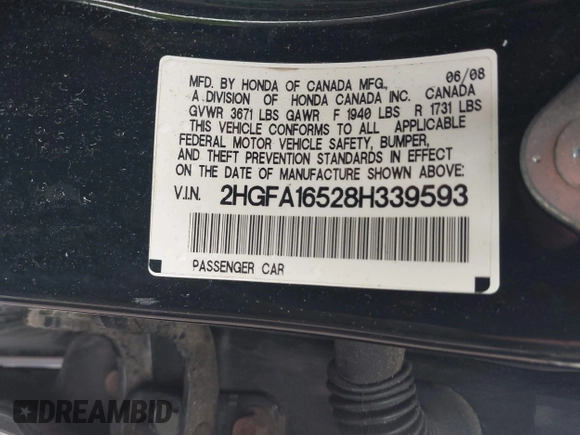 MFD. BY HONDA OF CANADA MFG., 06/08
A DIVISION OF HONDA CANADA INC. CANADA
GVWR 3671 LBS GAWR F 1940 LBS R 1731 LBS
THIS VEHICLE CONFORMS TO ALL APPLICABLE
FEDERAL MOTOR VEHICLE SAFETY, BUMPER,
AND THEFT PREVENTION STANDARDS IN EFFECT
ON THE DATE OF MANUFACTURE SHOWN ABOVE:
V.I.N. 2HGFA16528H339593
PASSENGER CAR
DREAMBID